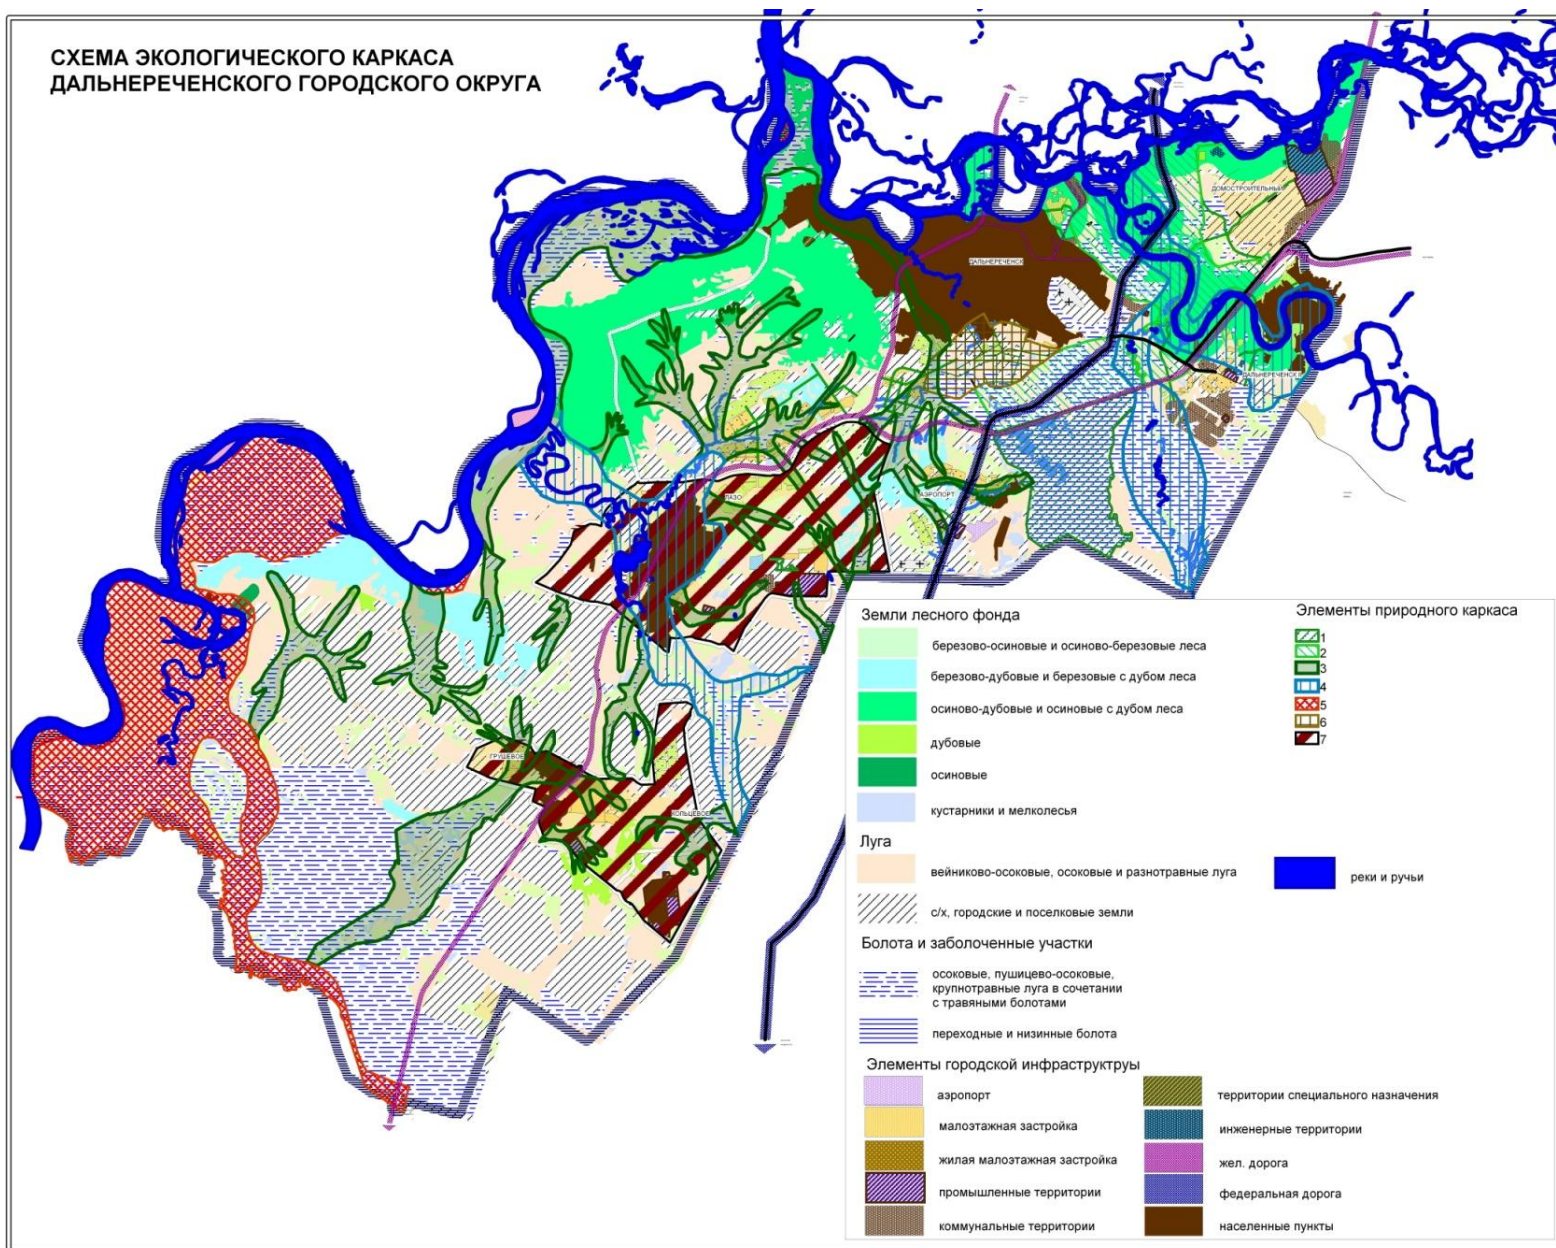 СХЕМА ЭКОЛОГИЧЕСКОГО КАРКАСА
ДАЛЬНЕРЕЧЕНСКОГО ГОРОДСКОГО ОКРУГА
ДОМОСТРОИТЕЛЬНЫЙ
ДАЛЬНЕРЕЧЕНСК
ДАЛЬНЕРЕЧЕНСК
ЛАЗО
АЭРОПОРТ
ГРУШЕВОЕ
КОЛЬЦЕВОЕ
Земли лесного фонда
березово-осиновые и осиново-березовые леса
березово-дубовые и березовые с дубом леса
осиново-дубовые и осиновые с дубом леса
дубовые
осиновые
кустарники и мелколесья
Элементы природного каркаса
1
2
3
4
5
6
7
Луга
вейниково-осоковые, осоковые и разнотравные луга
реки и ручьи
с/х, городские и поселковые земли
Болота и заболоченные участки
осоковые, пушицево-осоковые,
крупнотравные луга в сочетании
с травяными болотами
переходные и низинные болота
Элементы городской инфраструктруы
аэропорт
малоэтажная застройка
жилая малоэтажная застройка
промышленные территории
коммунальные территории
территории специального назначения
инженерные территории
жел. дорога
федеральная дорога
населенные пункты